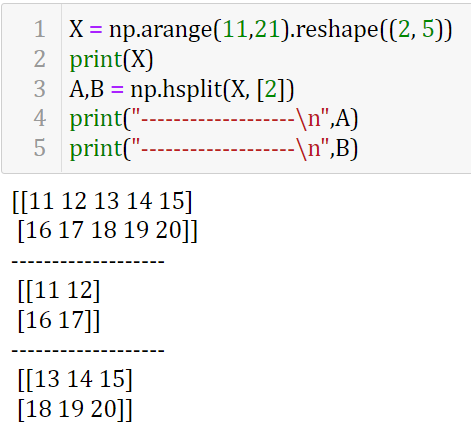 1 X = np.arange(11,21).reshape((2, 5))
2 print(X)
3 A,B = np.hsplit(X, [2])
4 print("-------------------\n",A)
5 print("-------------------\n",B)
[[11 12 13 14 15]
 [16 17 18 19 20]]
-------------------
 [[11 12]
 [16 17]]
-------------------
 [[13 14 15]
 [18 19 20]]